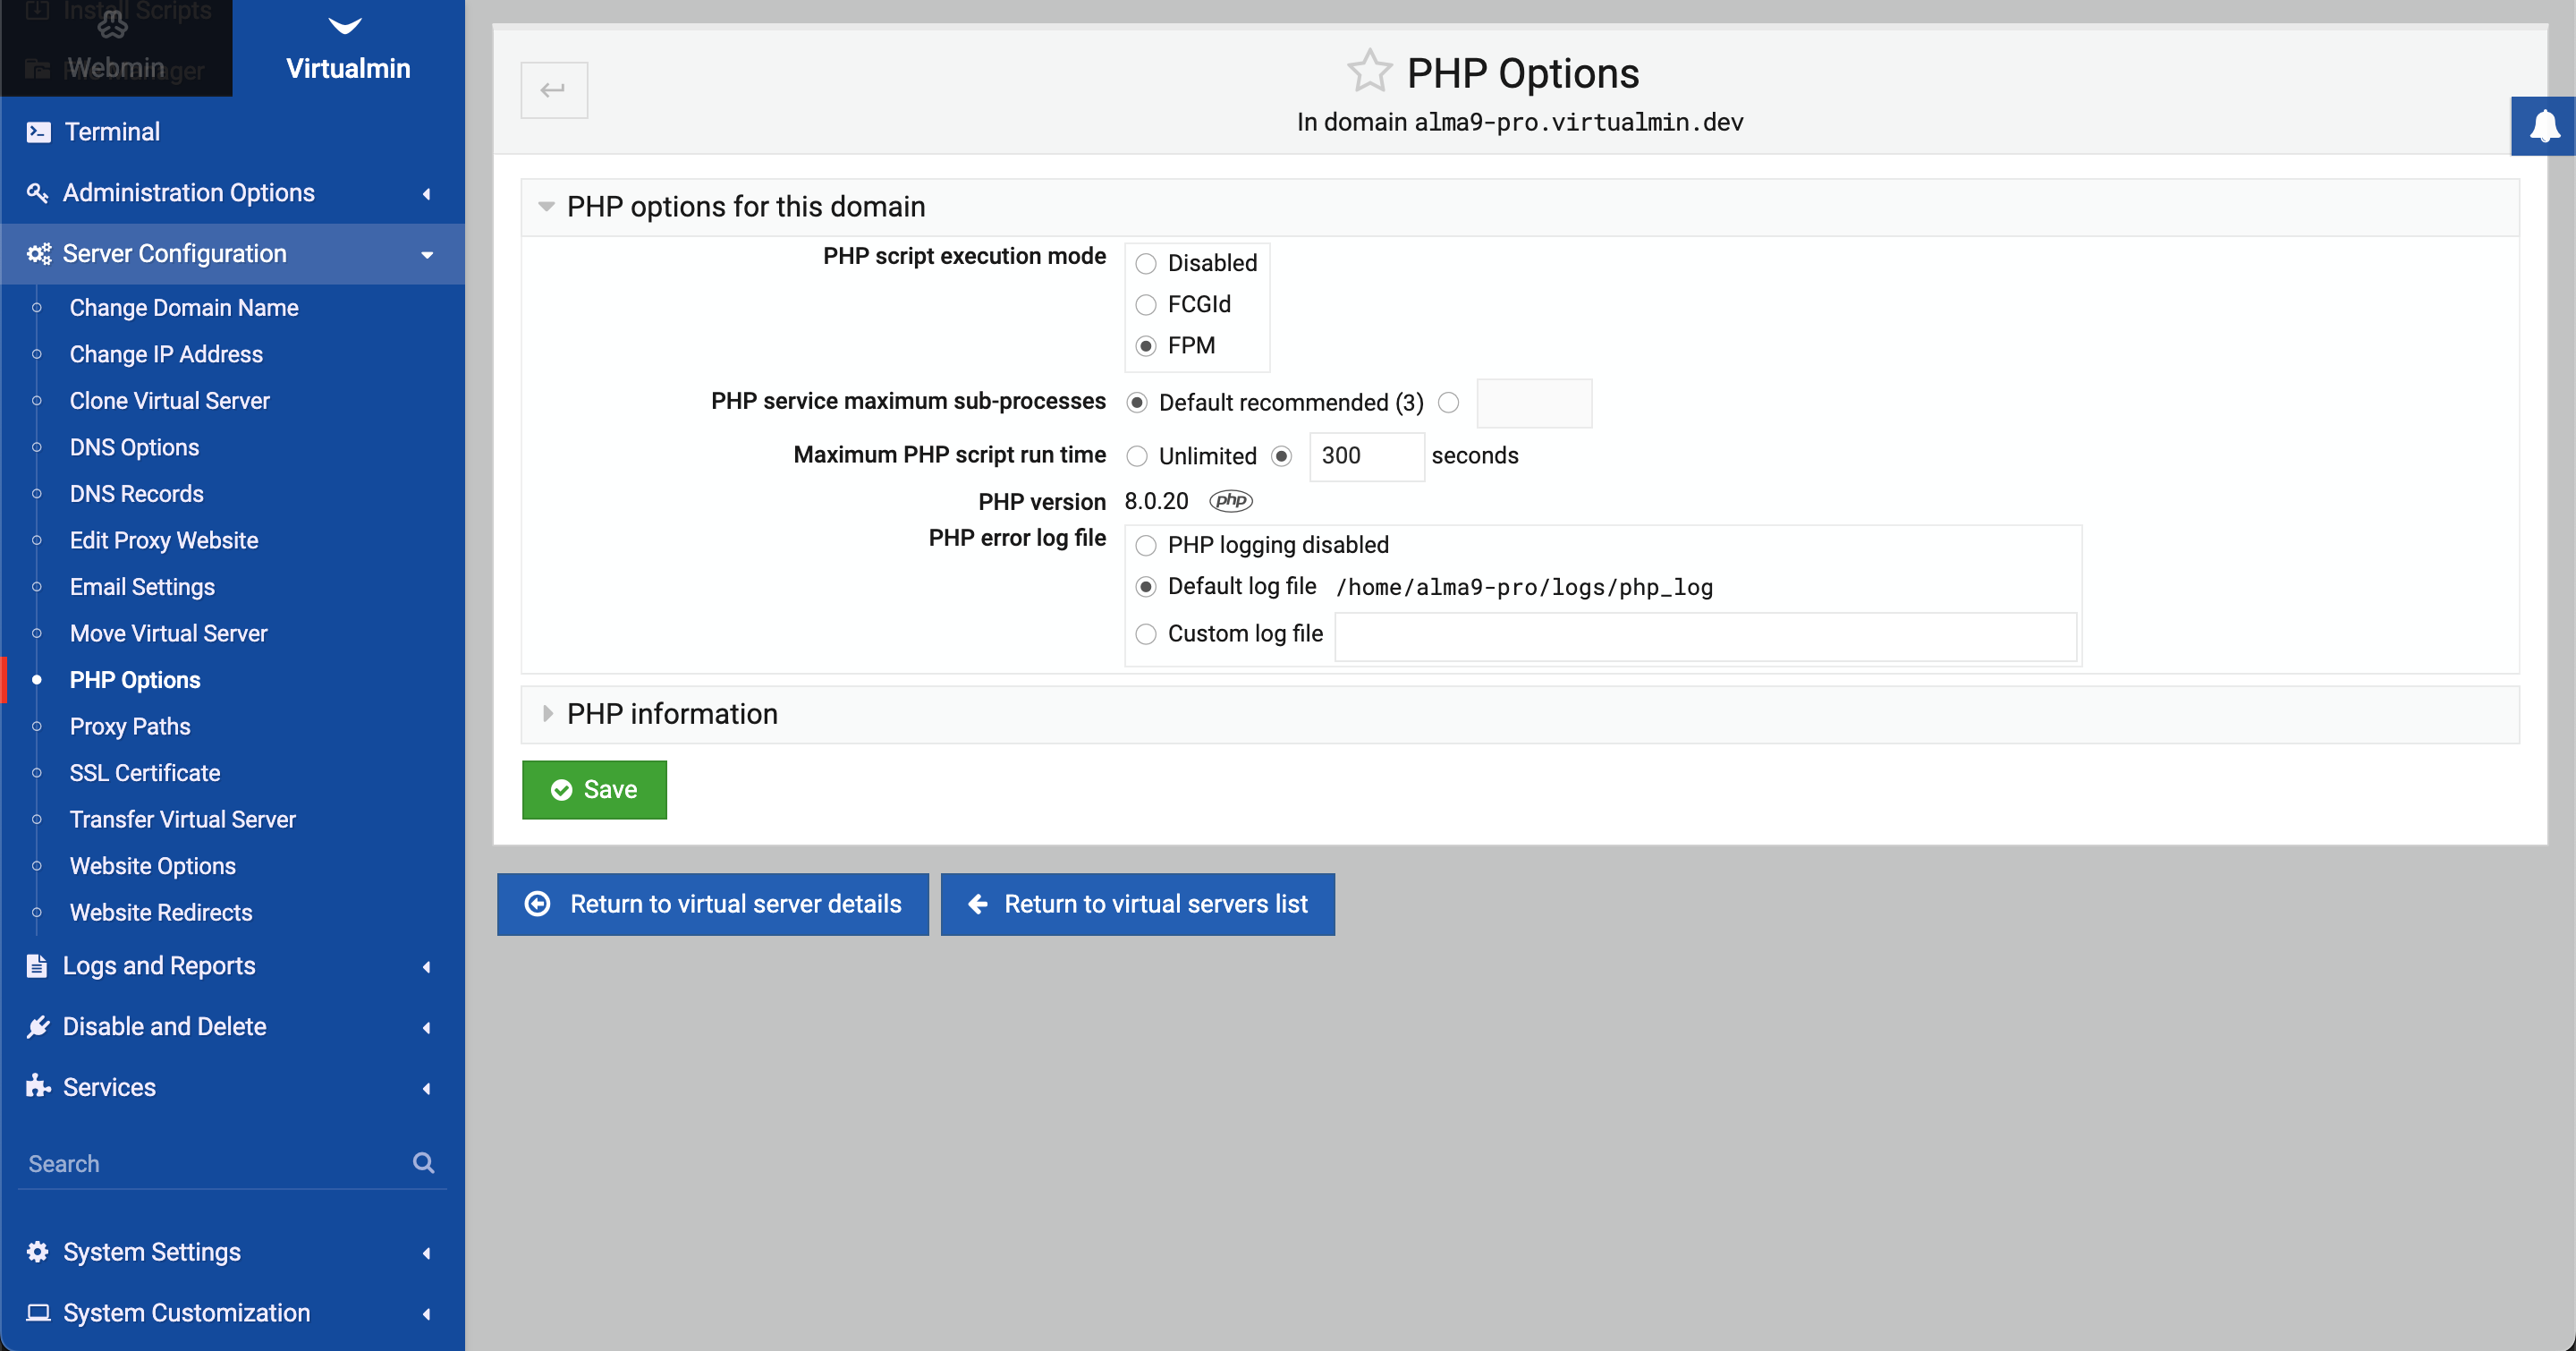 Install Scripts
Webmin
File Manager
Virtualmin
Terminal
Administration Options
Server Configuration
Change Domain Name
Change IP Address
Clone Virtual Server
DNS Options
DNS Records
Edit Proxy Website
Email Settings
Move Virtual Server
PHP Options
Proxy Paths
SSL Certificate
Transfer Virtual Server
Website Options
Website Redirects
Logs and Reports
Disable and Delete
Services
Search
System Settings
System Customization
PHP Options
In domain alma9-pro.virtualmin.dev
PHP options for this domain
PHP script execution mode
Disabled
FCGId
FPM
PHP service maximum sub-processes Default recommended (3)
Maximum PHP script run time Unlimited 300 seconds
PHP version 8.0.20 php
PHP error log file
PHP logging disabled
Default log file /home/alma9-pro/logs/php_log
Custom log file
PHP information
Save
Return to virtual server details
Return to virtual servers list